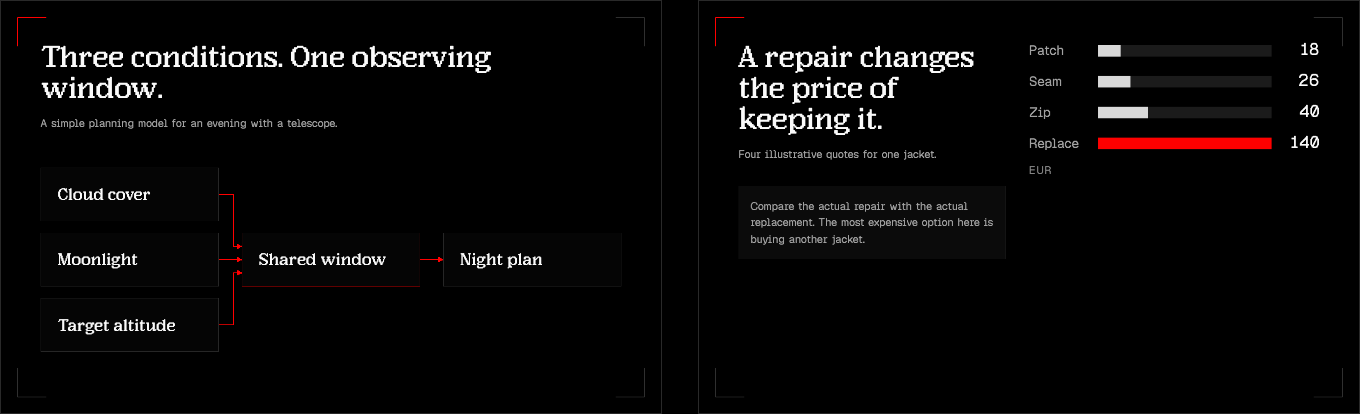 Three conditions. One observing
window.
A simple planning model for an evening with a telescope.
Cloud cover
Moonlight
Target altitude
Shared window
Night plan
A repair changes
the price of
keeping it.
Four illustrative quotes for one jacket.
Compare the actual repair with the actual
replacement. The most expensive option here is
buying another jacket.
Patch 18
Seam 26
Zip 40
Replace 140
EUR